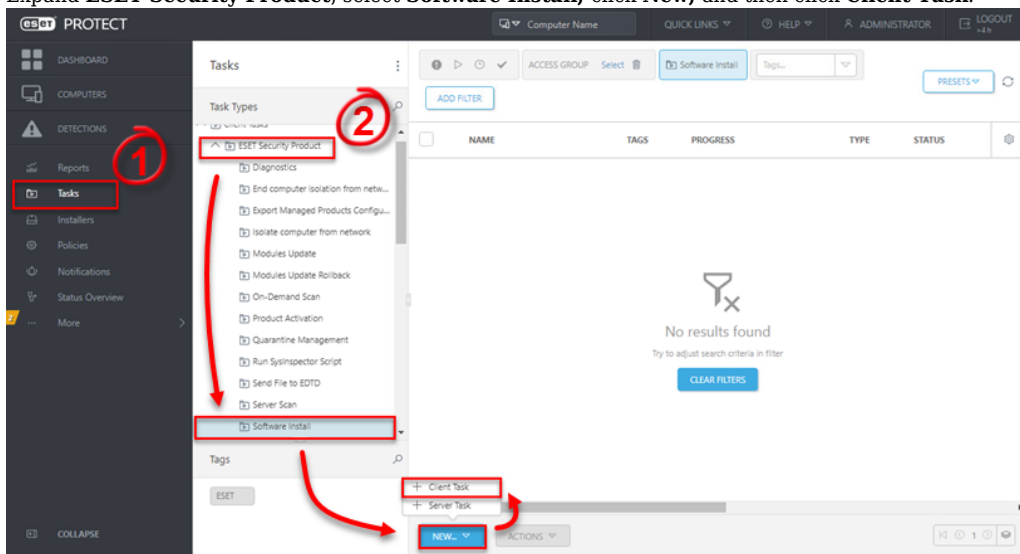 Expand ESET Security Product, select Software Install, click New, and then click Client Task.
eset PROTECT
Computer Name
QUICK LINKS
HELP
ADMINISTRATOR
LOGOUT
>4 h
DASHBOARD
COMPUTERS
DETECTIONS
Reports
Tasks
Installers
Policies
Notifications
Status Overview
More
COLLAPSE
1
Tasks
Task Types
2
Client Tasks
ESET Security Product
Diagnostics
End computer isolation from netw...
Export Managed Products Configu...
Isolate computer from network
Modules Update
Modules Update Rollback
On-Demand Scan
Product Activation
Quarantine Management
Run SysInspector Script
Send File to EDTD
Server Scan
Software Install
Tags
ESET
ACCESS GROUP Select
Software Install
Tags...
PRESETS
ADD FILTER
NAME TAGS PROGRESS TYPE STATUS
No results found
Try to adjust search criteria in filter
CLEAR FILTERS
+ Client Task
+ Server Task
NEW...
ACTIONS
1